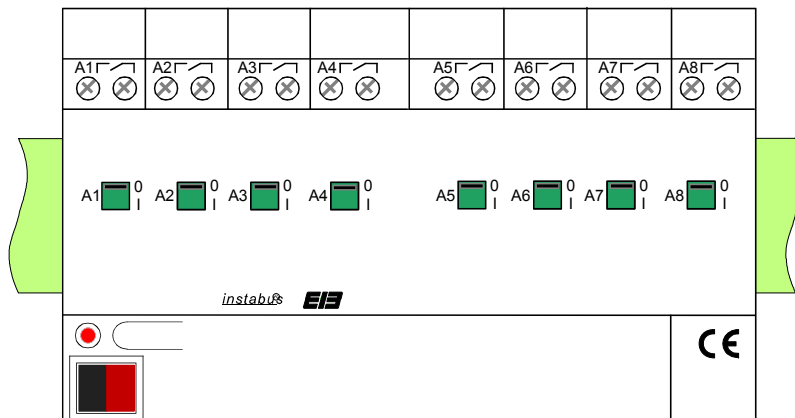 A1 A2 A3 A4 A5 A6 A7 A8
A1 0 I A2 0 I A3 0 I A4 0 I A5 0 I A6 0 I A7 0 I A8 0 I
instabus® EIB
CE